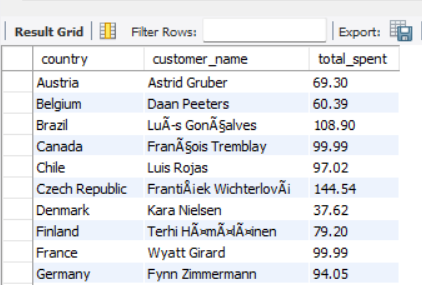 Result Grid Filter Rows: Export:
country customer_name total_spent
Austria Astrid Gruber 69.30
Belgium Daan Peeters 60.39
Brazil LuÃ-s GonÃ§alves 108.90
Canada FranÃ§ois Tremblay 99.99
Chile Luis Rojas 97.02
Czech Republic FrantiÅ¡ek WichterlovÃ¡ 144.54
Denmark Kara Nielsen 37.62
Finland Terhi HÃ¤mÃ¤lÃ¤inen 79.20
France Wyatt Girard 99.99
Germany Fynn Zimmermann 94.05